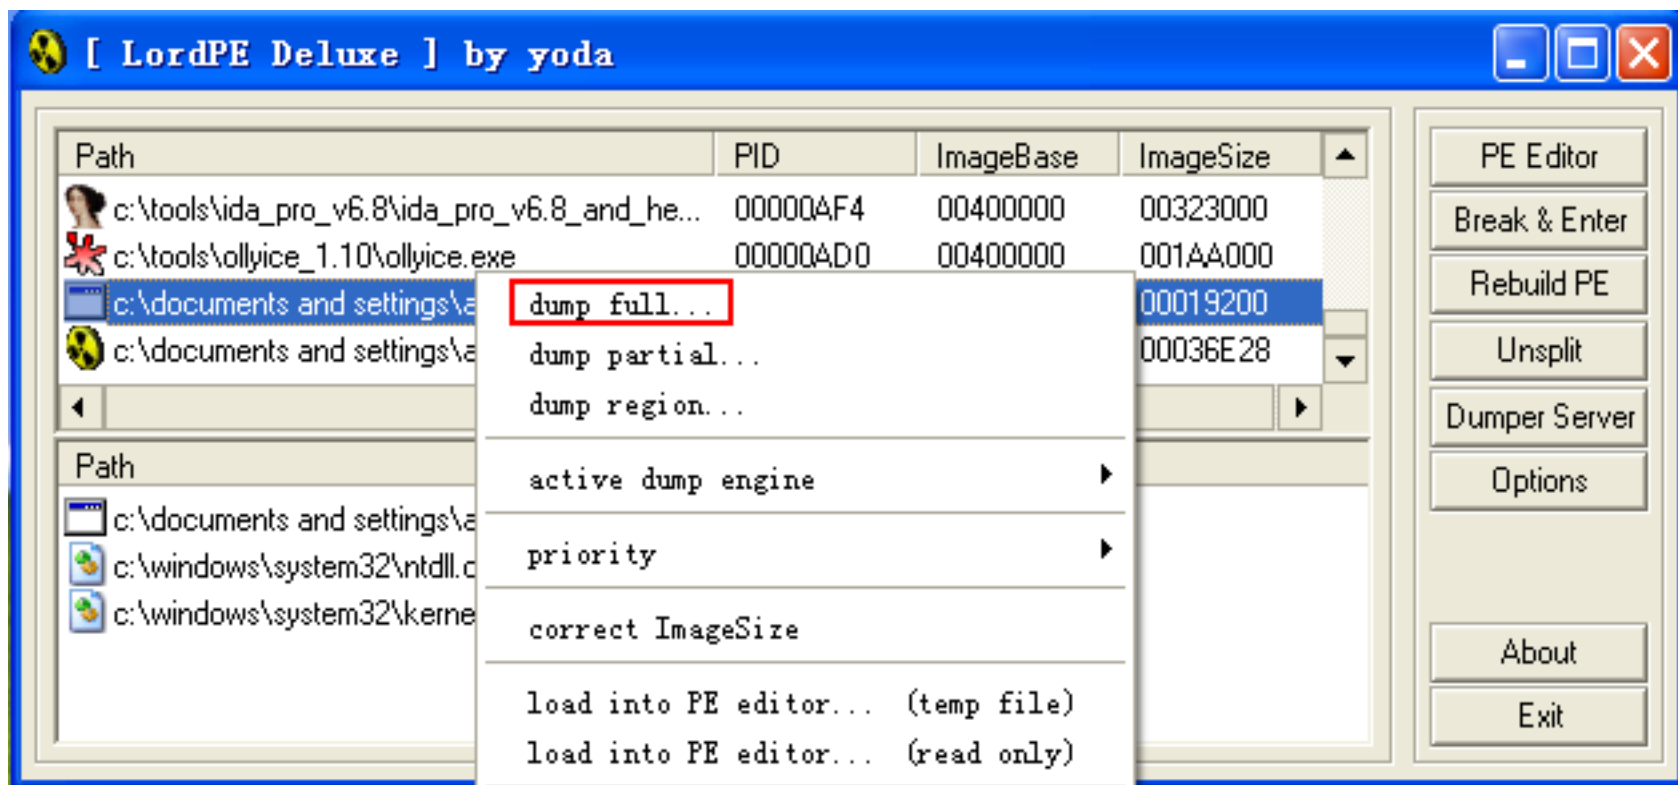 [ LordPE Deluxe ] by yoda
Path PID ImageBase ImageSize
c:\tools\ida_pro_v6.8\ida_pro_v6.8_and_he... 00000AF4 00400000 00323000
c:\tools\ollyice_1.10\ollyice.exe 00000AD0 00400000 001AA000
c:\documents and settings\a 00019200
c:\documents and settings\a 00036E28
Path
c:\documents and settings\a
c:\windows\system32\ntdll.c
c:\windows\system32\kerne
dump full...
dump partial...
dump region...
active dump engine
priority
correct ImageSize
load into PE editor... (temp file)
load into PE editor... (read only)
PE Editor
Break & Enter
Rebuild PE
Unsplit
Dumper Server
Options
About
Exit